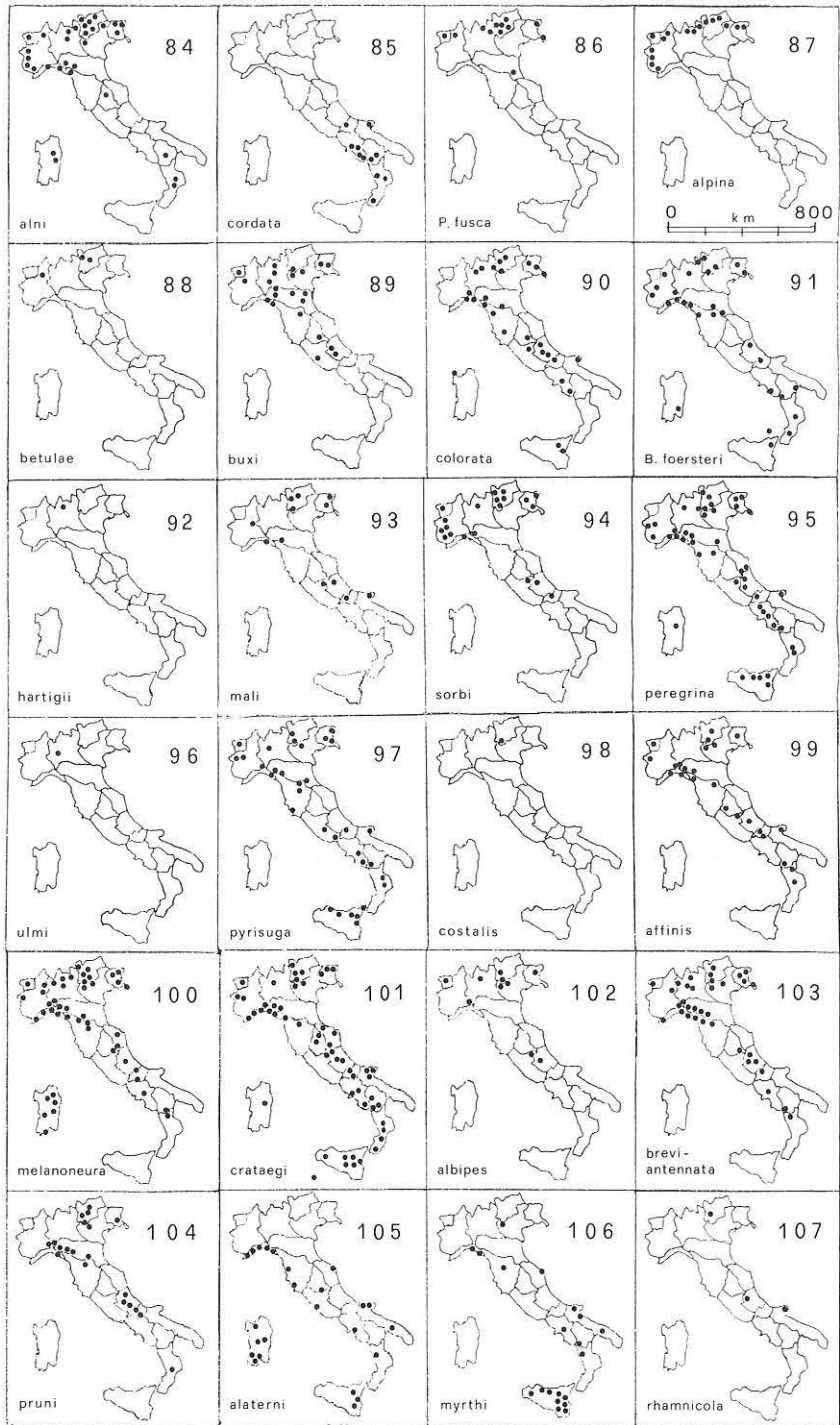 84
alni
85
cordata
86
P. fusca
87
alpina
0 km 800
88
betulae
89
buxi
90
colorata
91
B. foersteri
92
hartigii
93
mali
94
sorbi
95
peregrina
96
ulmi
97
pyrisuga
98
costalis
99
affinis
100
melanoneura
101
crataegi
102
albipes
103
brevi-
antennata
104
pruni
105
alaterni
106
myrthi
107
rhamnicola